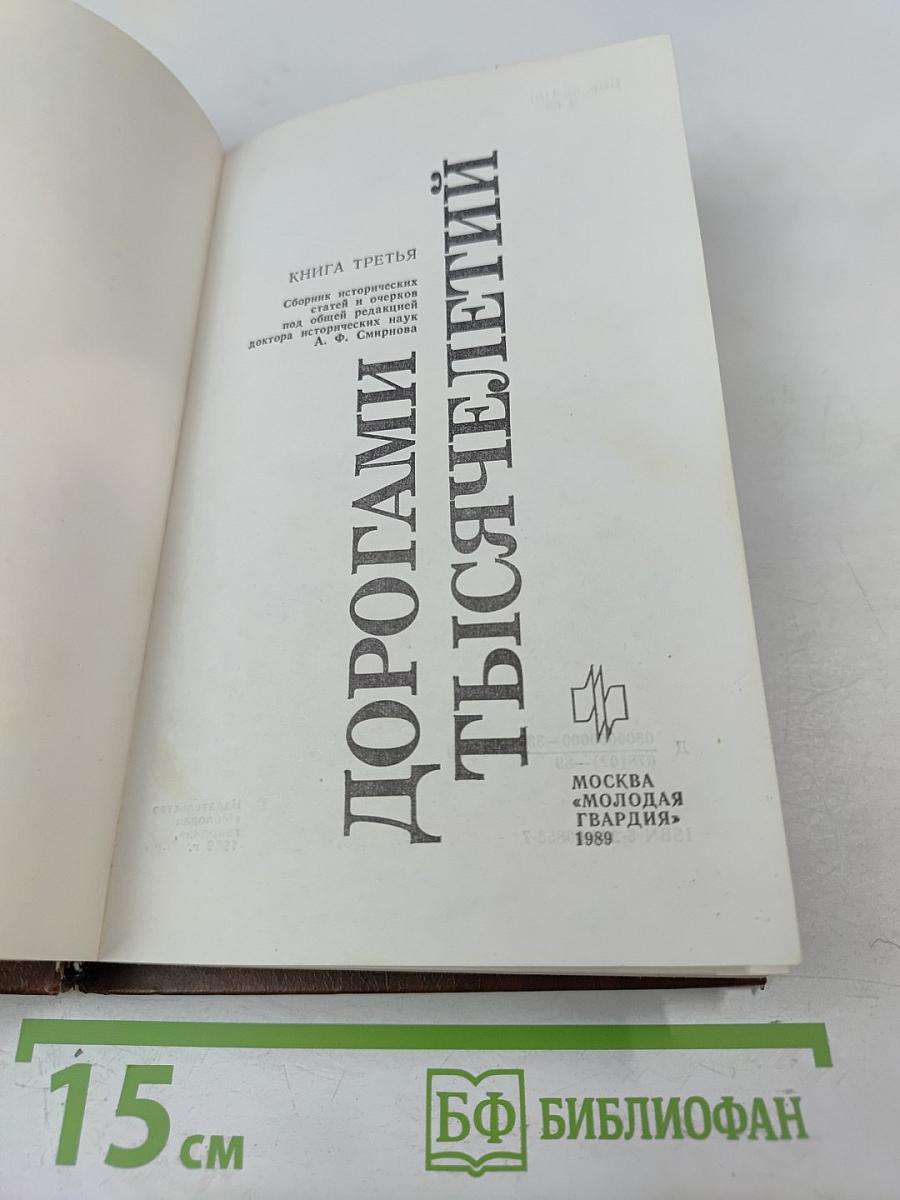 КНИГА ТРЕТЬЯ
Сборник исторических
статей и очерков
под общей редакцией
доктора исторических наук
А. Ф. Смирнова
ДОРОГАМИ
ТЫСЯЧЕЛЕТИЙ
МОСКВА
«МОЛОДАЯ
ГВАРДИЯ»
1989
15 см
БФ БИБЛИОФАН